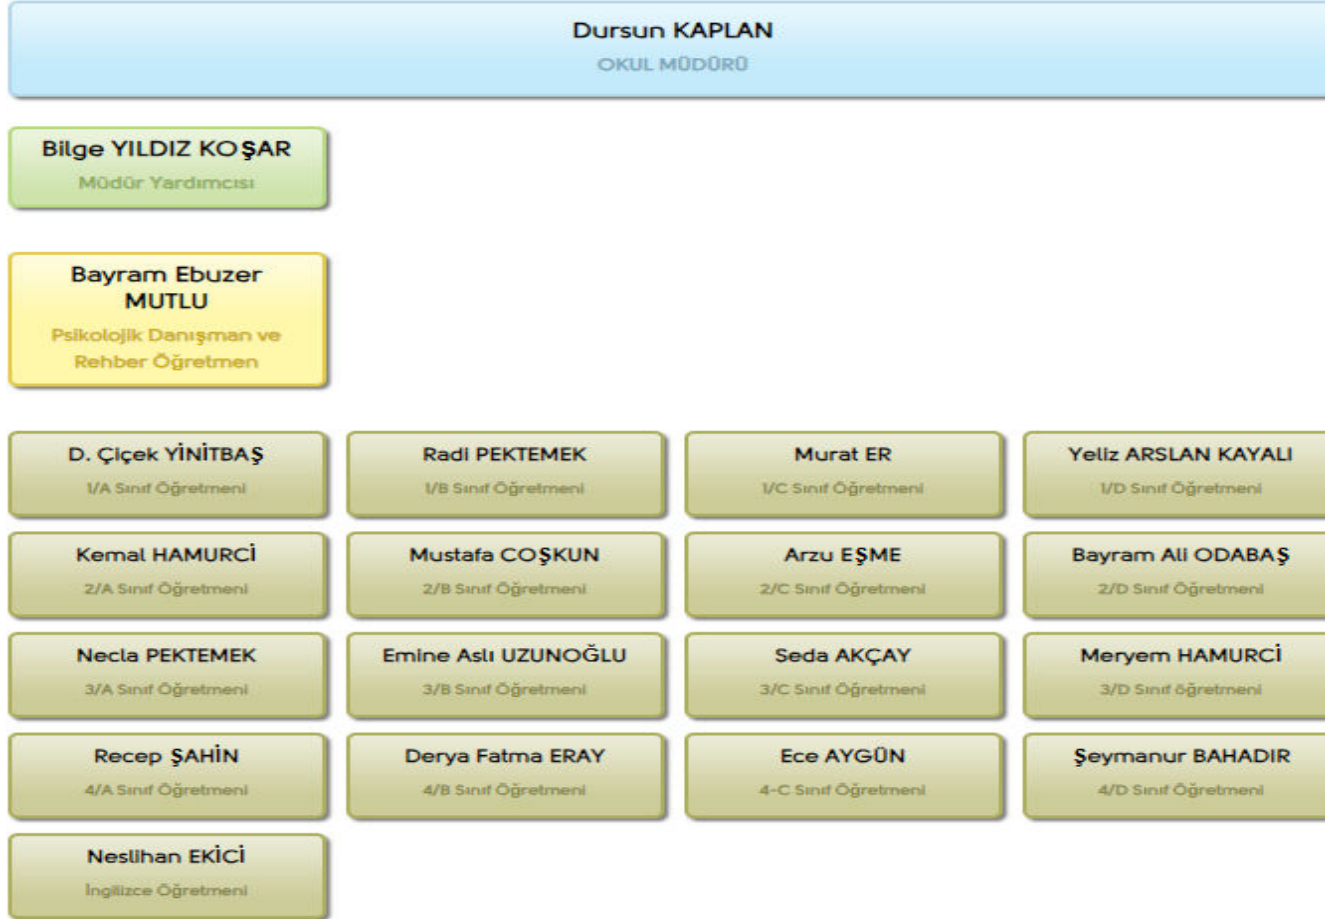 Dursun KAPLAN
OKUL MÜDÜRÜ
Bilge YILDIZ KOŞAR
Müdür Yardımcısı
Bayram Ebuzer
MUTLU
Psikolojik Danışman ve
Rehber Öğretmen
D. Çiçek YİNİTBAŞ
1/A Sınıf Öğretmeni
Radi PEKTEMEK
1/B Sınıf Öğretmeni
Murat ER
1/C Sınıf Öğretmeni
Yeliz ARSLAN KAYALI
1/D Sınıf Öğretmeni
Kemal HAMURCİ
2/A Sınıf Öğretmeni
Mustafa COŞKUN
2/B Sınıf Öğretmeni
Arzu EŞME
2/C Sınıf Öğretmeni
Bayram Ali ODABAŞ
2/D Sınıf Öğretmeni
Necla PEKTEMEK
3/A Sınıf Öğretmeni
Emine Aslı UZUNOĞLU
3/B Sınıf Öğretmeni
Seda AKÇAY
3/C Sınıf Öğretmeni
Meryem HAMURCİ
3/D Sınıf öğretmeni
Recep ŞAHİN
4/A Sınıf Öğretmeni
Derya Fatma ERAY
4/B Sınıf Öğretmeni
Ece AYGÜN
4-C Sınıf Öğretmeni
Şeymanur BAHADIR
4/D Sınıf Öğretmeni
Neslihan EKİCİ
İngilizce Öğretmeni